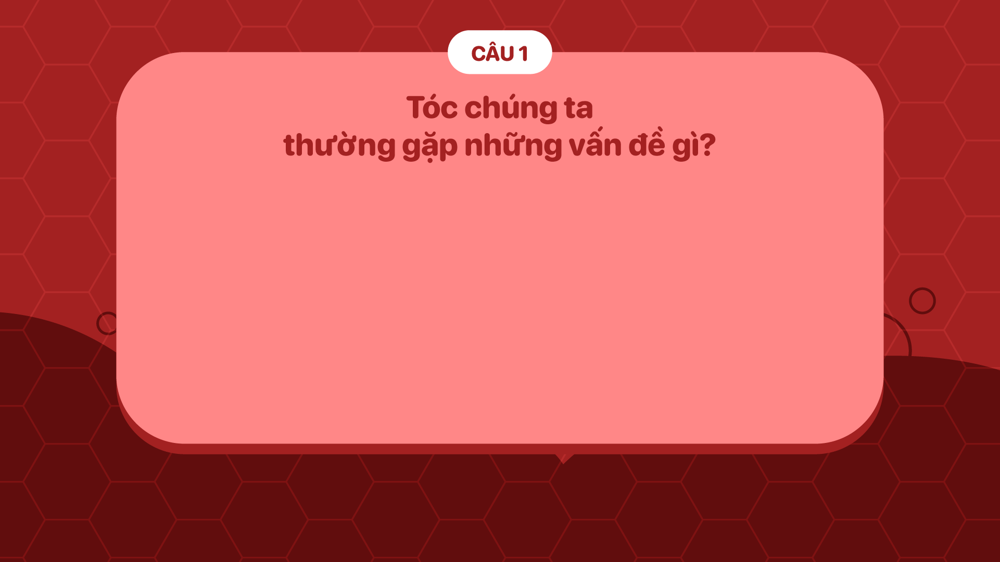 CÂU 1
Tóc chúng ta
thường gặp những vấn đề gì?